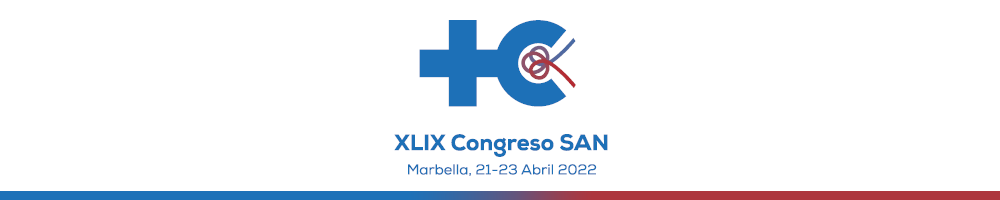 XLIX Congreso SAN
Marbella, 21-23 Abril 2022